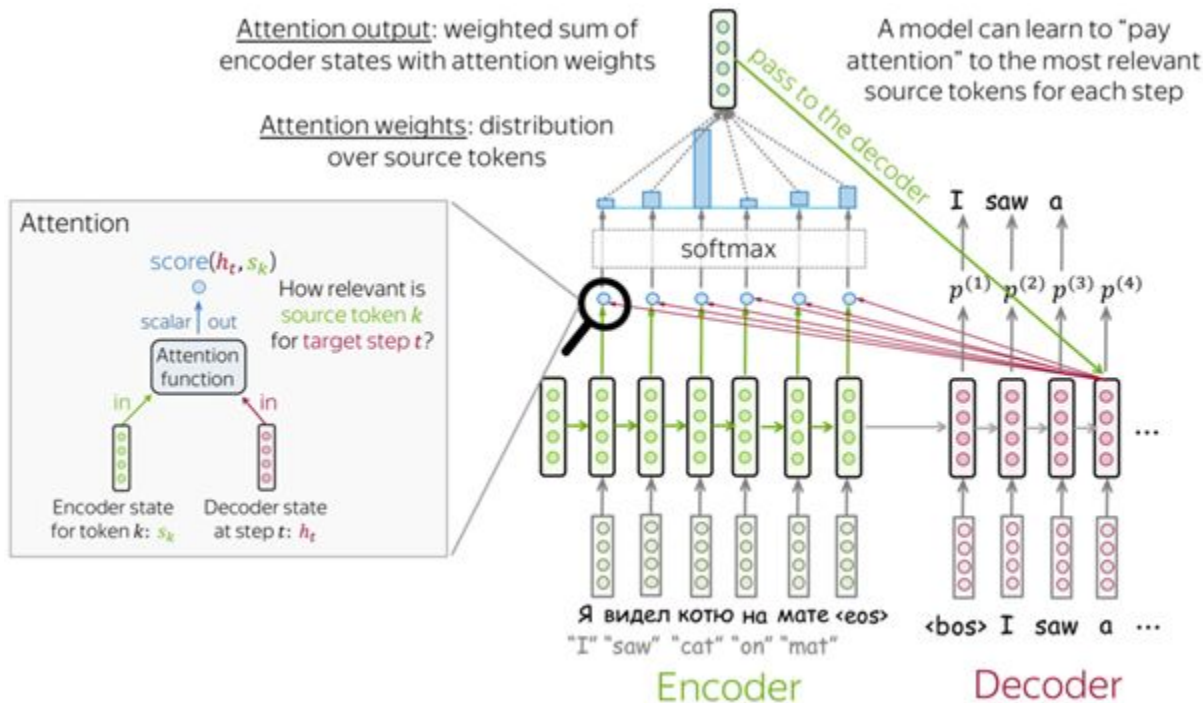 Attention output: weighted sum of
encoder states with attention weights
A model can learn to “pay
attention” to the most relevant
source tokens for each step
pass to the decoder
Attention weights: distribution
over source tokens
I saw a
softmax
p⁽¹⁾ p⁽²⁾ p⁽³⁾ p⁽⁴⁾
Attention
score(hₜ, sₖ)
How relevant is
source token k
for target step t?
scalar out
Attention
function
in in
Encoder state
for token k: sₖ
Decoder state
at step t: hₜ
...
Я видел котю на мате <eos>
“I” “saw” “cat” “on” “mat”
<bos> I saw a ...
Encoder
Decoder